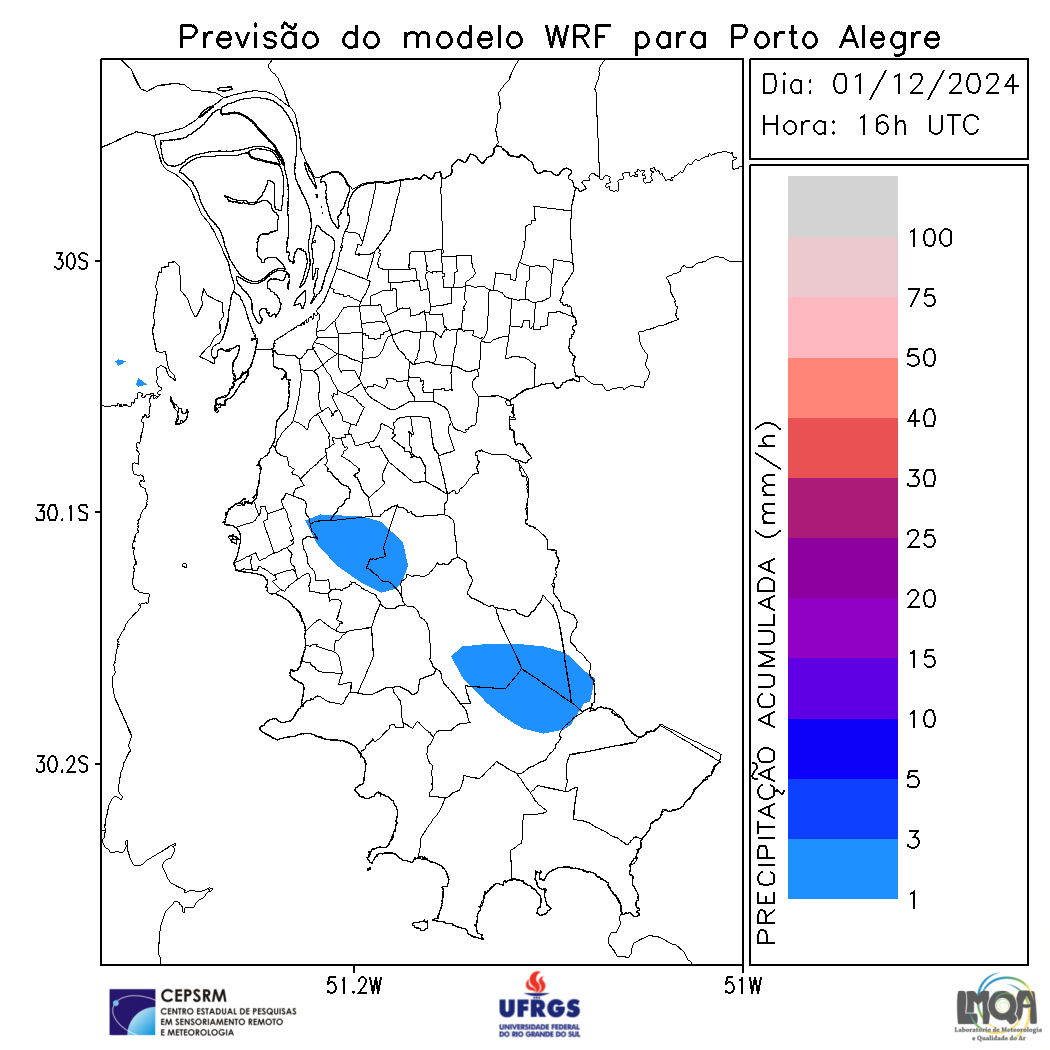 Previsão do modelo WRF para Porto Alegre
Dia: 01/12/2024
Hora: 16h UTC
30S
30.1S
30.2S
51.2W
51W
PRECIPITAÇÃO ACUMULADA (mm/h)
100
75
50
40
30
25
20
15
10
5
3
1
CEPSRM
CENTRO ESTADUAL DE PESQUISAS
EM SENSORIAMENTO REMOTO
E METEOROLOGIA
UFRGS
UNIVERSIDADE FEDERAL
DO RIO GRANDE DO SUL
LMQA
Laboratório de Meteorologia
e Qualidade do Ar